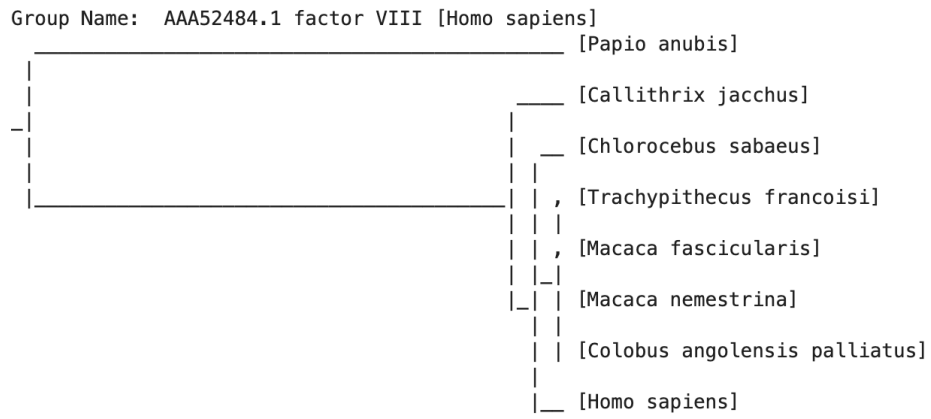 Group Name:  AAA52484.1 factor VIII [Homo sapiens]
[Papio anubis]
[Callithrix jacchus]
[Chlorocebus sabaeus]
[Trachypithecus francoisi]
[Macaca fascicularis]
[Macaca nemestrina]
[Colobus angolensis palliatus]
[Homo sapiens]